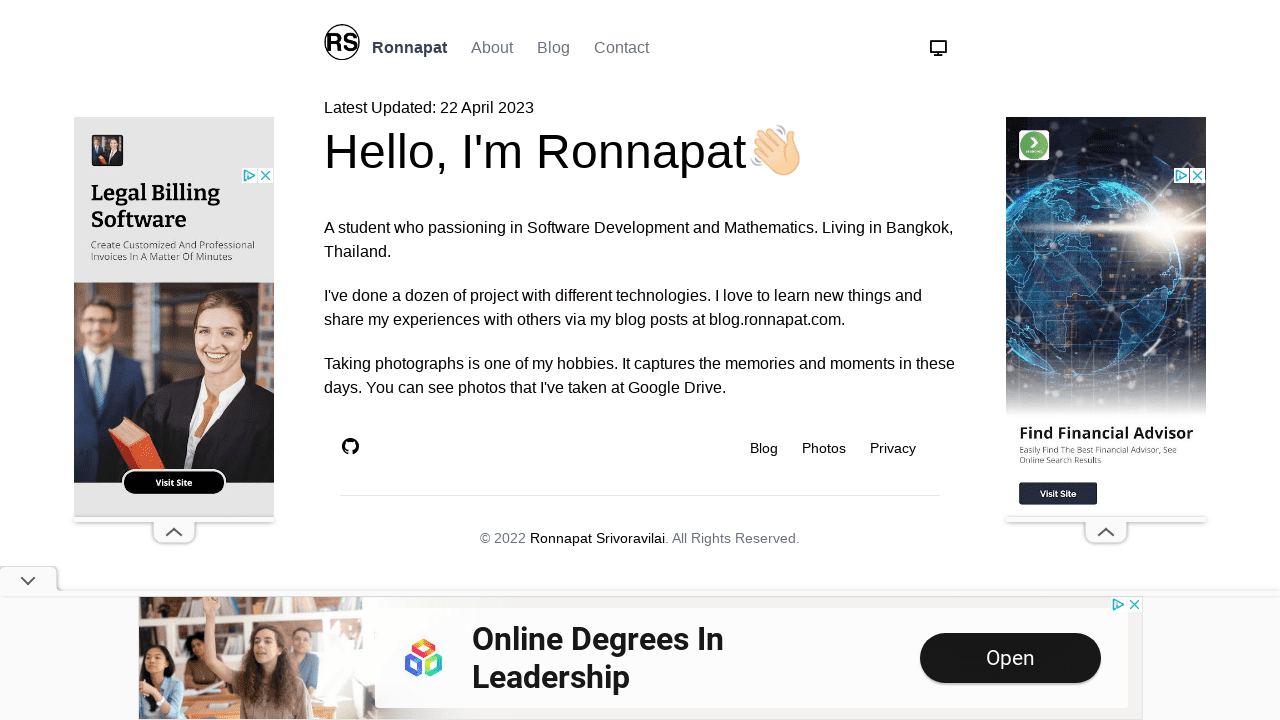 RS Ronnapat About Blog Contact
Latest Updated: 22 April 2023
Hello, I'm Ronnapat👋🏻
A student who passioning in Software Development and Mathematics. Living in Bangkok,
Thailand.
I've done a dozen of project with different technologies. I love to learn new things and
share my experiences with others via my blog posts at blog.ronnapat.com.
Taking photographs is one of my hobbies. It captures the memories and moments in these
days. You can see photos that I've taken at Google Drive.
Blog Photos Privacy
© 2022 Ronnapat Srivoravilai. All Rights Reserved.
Legal Billing
Software
Create Customized And Professional
Invoices In A Matter Of Minutes
Visit Site
Find Financial Advisor
Easily Find The Best Financial Advisor, See
Online Search Results
Visit Site
Online Degrees In
Leadership
Open